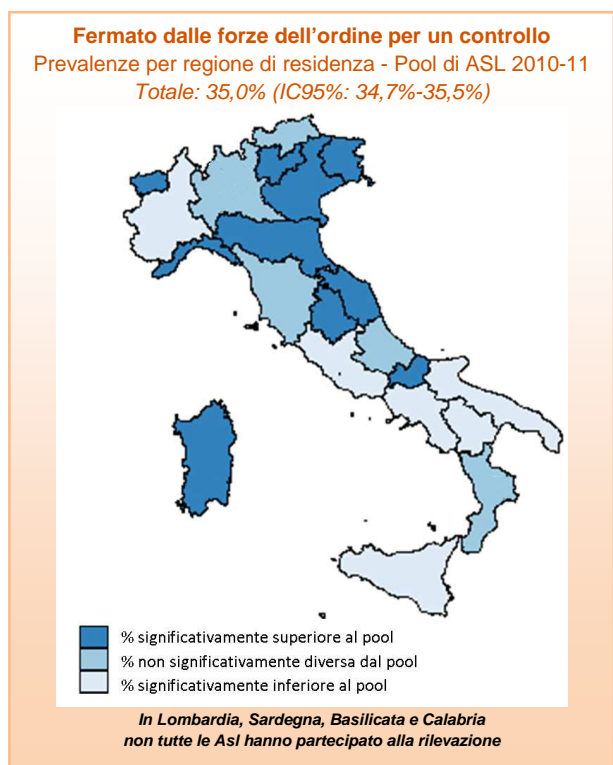 Fermato dalle forze dell’ordine per un controllo
Prevalenze per regione di residenza - Pool di ASL 2010-11
Totale: 35,0% (IC95%: 34,7%-35,5%)
% significativamente superiore al pool
% non significativamente diversa dal pool
% significativamente inferiore al pool
In Lombardia, Sardegna, Basilicata e Calabria
non tutte le Asl hanno partecipato alla rilevazione